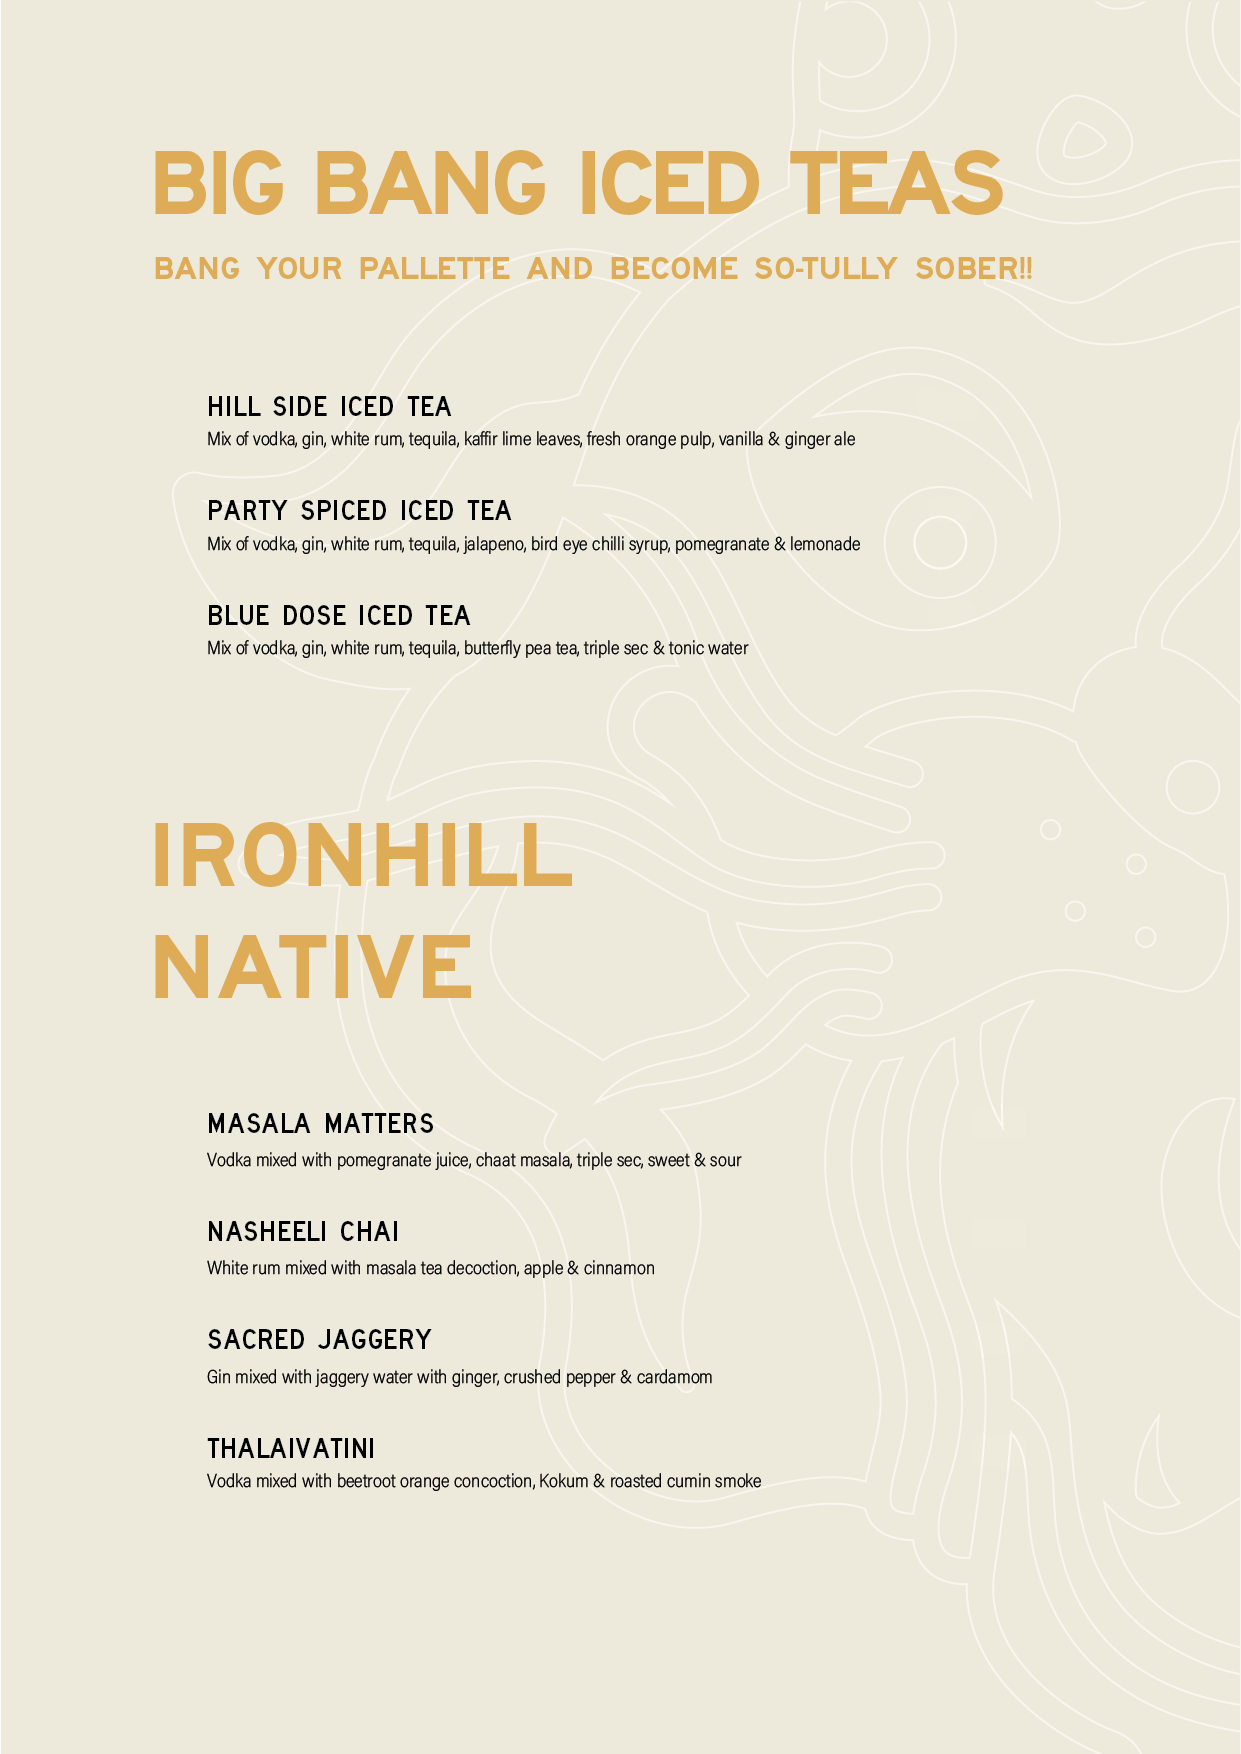 BIG BANG ICED TEAS
BANG YOUR PALLETTE AND BECOME SO-TULLY SOBER!!
HILL SIDE ICED TEA
Mix of vodka, gin, white rum, tequila, kaffir lime leaves, fresh orange pulp, vanilla & ginger ale
PARTY SPICED ICED TEA
Mix of vodka, gin, white rum, tequila, jalapeno, bird eye chilli syrup, pomegranate & lemonade
BLUE DOSE ICED TEA
Mix of vodka, gin, white rum, tequila, butterfly pea tea, triple sec & tonic water
IRONHILL
NATIVE
MASALA MATTERS
Vodka mixed with pomegranate juice, chaat masala, triple sec, sweet & sour
NASHEELI CHAI
White rum mixed with masala tea decoction, apple & cinnamon
SACRED JAGGERY
Gin mixed with jaggery water with ginger, crushed pepper & cardamom
THALAIVATINI
Vodka mixed with beetroot orange concoction, Kokum & roasted cumin smoke